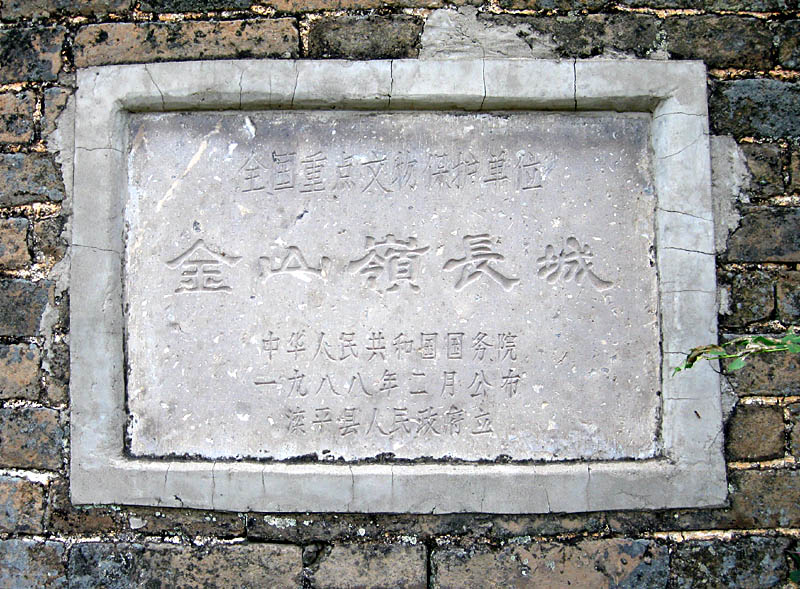 全国重点文物保护单位
金山嶺長城
中华人民共和国国务院
一九八八年二月公布
滦平县人民政府立